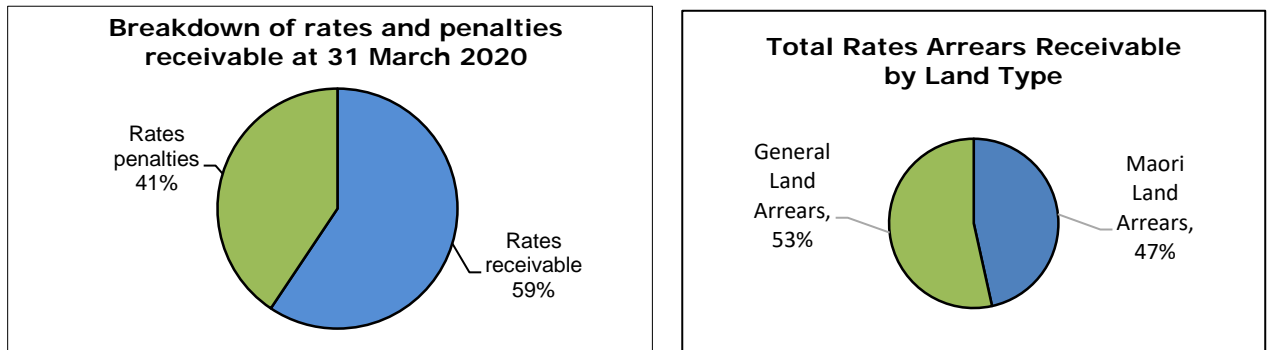 Breakdown of rates and penalties
receivable at 31 March 2020
Rates
penalties
41%
Rates
receivable
59%
Total Rates Arrears Receivable
by Land Type
General
Land
Arrears,
53%
Maori
Land
Arrears,
47%